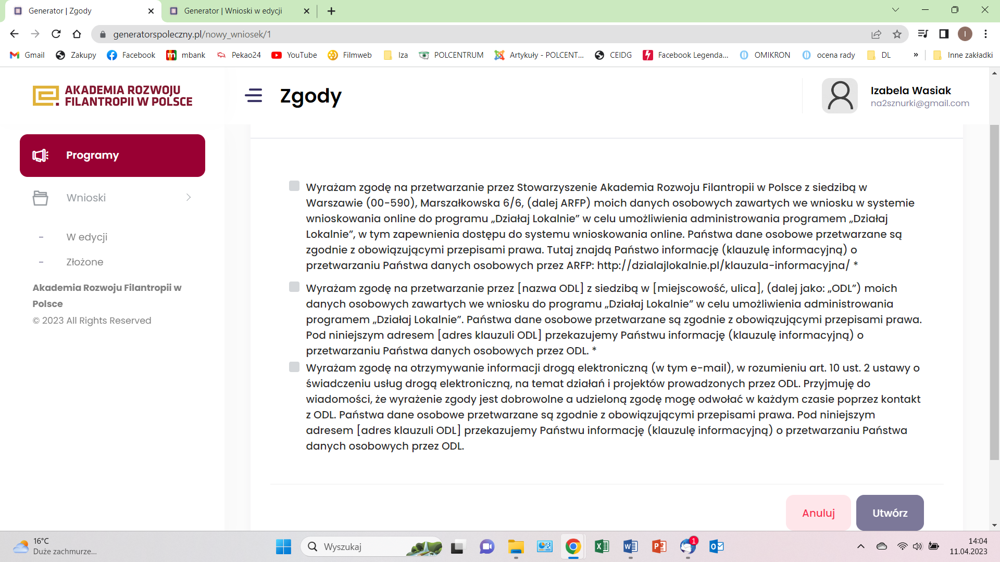 Generator | Zgody
Generator | Wnioski w edycji
generatorspoleczny.pl/nowy_wniosek/1
I
Gmail
Zakupy
Facebook
mbank
Pekao24
YouTube
Filmweb
Iza
POLCENTRUM
Artykuły - POLCENT...
CEIDG
Facebook Legenda...
OMIKRON
ocena rady
DL
»
Inne zakładki
AKADEMIA ROZWOJU
FILANTROPII W POLSCE
Zgody
Izabela Wasiak
na2sznurki@gmail.com
Programy
Wnioski
- W edycji
- Złożone
Akademia Rozwoju Filantropii w
Polsce
© 2023 All Rights Reserved
Wyrażam zgodę na przetwarzanie przez Stowarzyszenie Akademia Rozwoju Filantropii w Polsce z siedzibą w
Warszawie (00-590), Marszałkowska 6/6, (dalej ARFP) moich danych osobowych zawartych we wniosku w systemie
wnioskowania online do programu „Działaj Lokalnie” w celu umożliwienia administrowania programem „Działaj
Lokalnie”, w tym zapewnienia dostępu do systemu wnioskowania online. Państwa dane osobowe przetwarzane są
zgodnie z obowiązującymi przepisami prawa. Tutaj znajdą Państwo informację (klauzulę informacyjną) o
przetwarzaniu Państwa danych osobowych przez ARFP: http://dzialajlokalnie.pl/klauzula-informacyjna/ *
Wyrażam zgodę na przetwarzanie przez [nazwa ODL] z siedzibą w [miejscowość, ulica], (dalej jako: „ODL”) moich
danych osobowych zawartych we wniosku do programu „Działaj Lokalnie” w celu umożliwienia administrowania
programem „Działaj Lokalnie”. Państwa dane osobowe przetwarzane są zgodnie z obowiązującymi przepisami prawa.
Pod niniejszym adresem [adres klauzuli ODL] przekazujemy Państwu informację (klauzulę informacyjną) o
przetwarzaniu Państwa danych osobowych przez ODL. *
Wyrażam zgodę na otrzymywanie informacji drogą elektroniczną (w tym e-mail), w rozumieniu art. 10 ust. 2 ustawy o
świadczeniu usług drogą elektroniczną, na temat działań i projektów prowadzonych przez ODL. Przyjmuję do
wiadomości, że wyrażenie zgody jest dobrowolne a udzieloną zgodę mogę odwołać w każdym czasie poprzez kontakt
z ODL. Państwa dane osobowe przetwarzane są zgodnie z obowiązującymi przepisami prawa. Pod niniejszym
adresem [adres klauzuli ODL] przekazujemy Państwu informację (klauzulę informacyjną) o przetwarzaniu Państwa
danych osobowych przez ODL.
Anuluj
Utwórz
16°C
Duże zachmurze...
Wyszukaj
1
14:04
11.04.2023